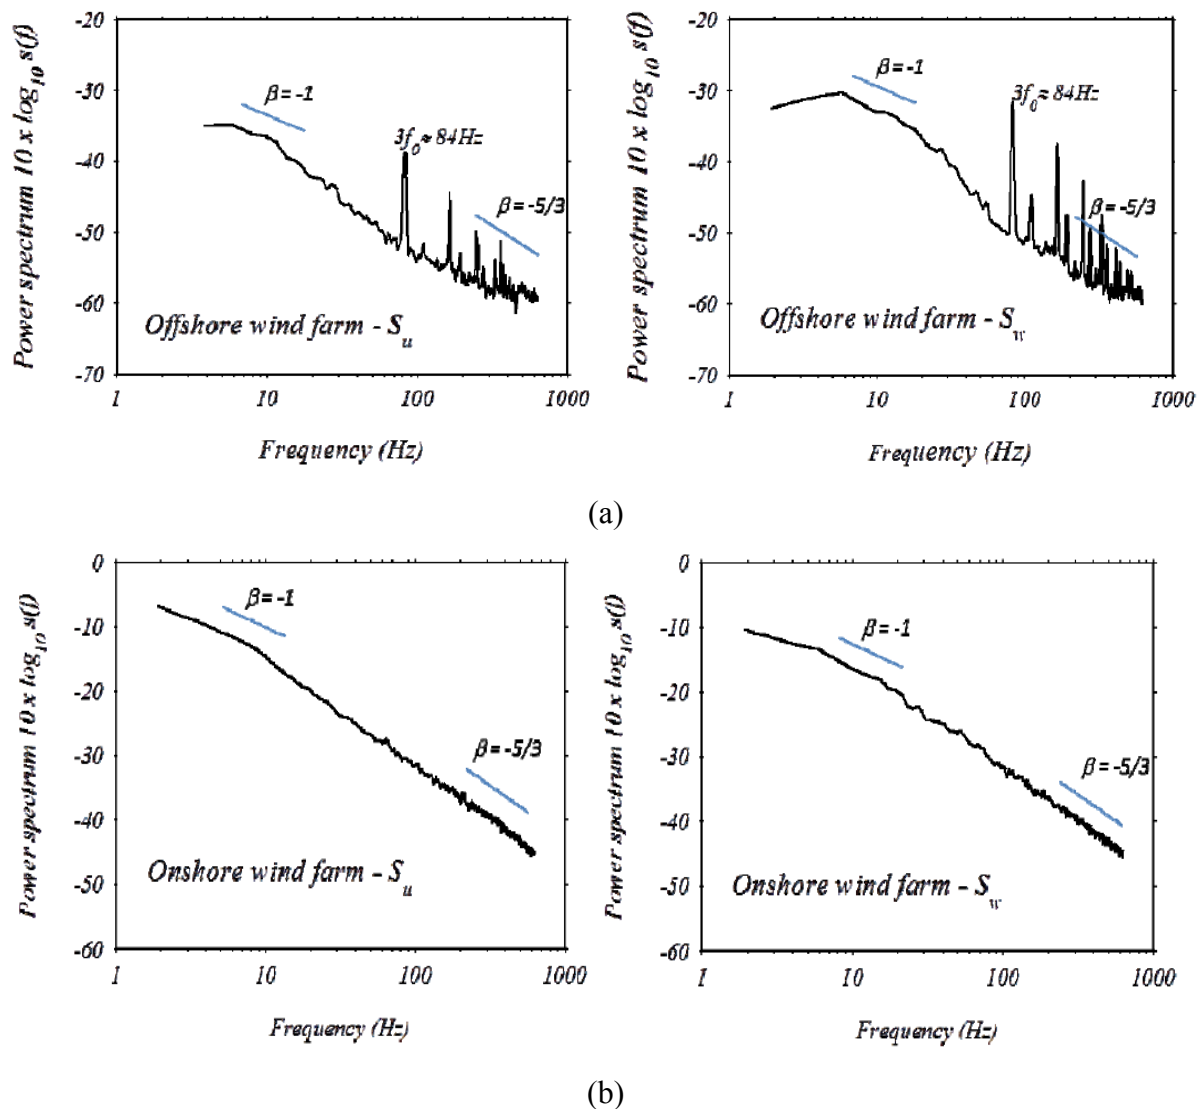 Power spectrum 10 x log10 s(f)
-20
-30
-40
-50
-60
-70
β = -1
3f0 ≈ 84Hz
β = -5/3
Offshore wind farm - Su
1 10 100 1000
Frequency (Hz)
Power spectrum 10 x log10 s(f)
-20
-30
-40
-50
-60
-70
β = -1
3f0 ≈ 84Hz
β = -5/3
Offshore wind farm - Sw
1 10 100 1000
Frequency (Hz)
(a)
Power spectrum 10 x log10 s(f)
0
-10
-20
-30
-40
-50
-60
β = -1
β = -5/3
Onshore wind farm - Su
1 10 100 1000
Frequency (Hz)
Power spectrum 10 x log10 s(f)
0
-10
-20
-30
-40
-50
-60
β = -1
β = -5/3
Onshore wind farm - Sw
1 10 100 1000
Frequency (Hz)
(b)